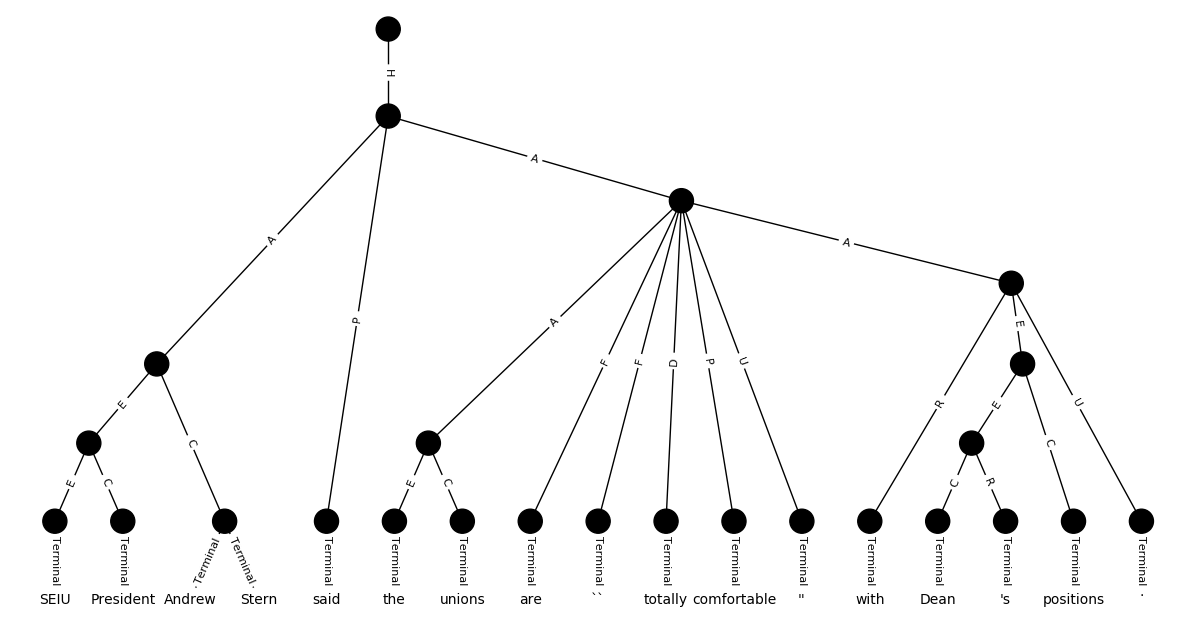 H
A
A
A
P
E
A
F
F
D
P
U
R
E
U
E
C
E
C
E
C
E
C
C
R
Terminal Terminal Terminal Terminal Terminal Terminal Terminal Terminal Terminal Terminal Terminal Terminal Terminal Terminal Terminal Terminal Terminal
SEIU President Andrew Stern said the unions are `` totally comfortable " with Dean 's positions .